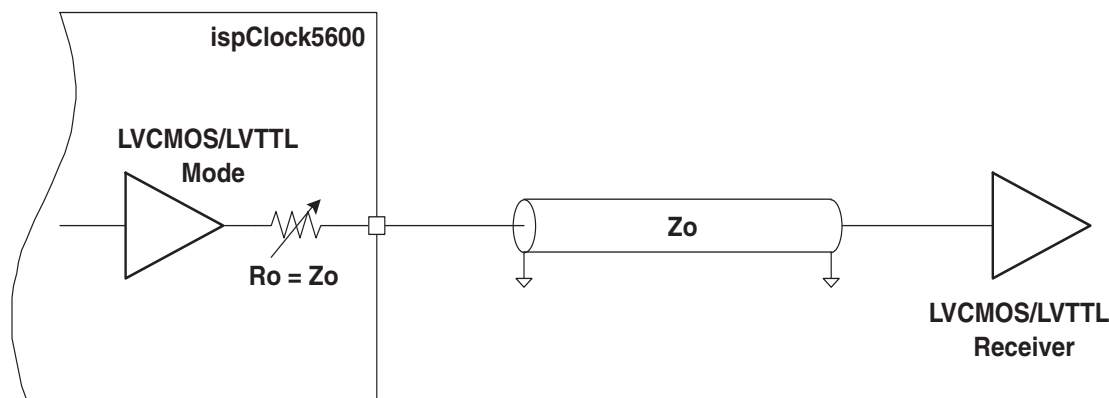 ispClock5600
LVCMOS/LVTTL
Mode
Ro = Zo
Zo
LVCMOS/LVTTL
Receiver